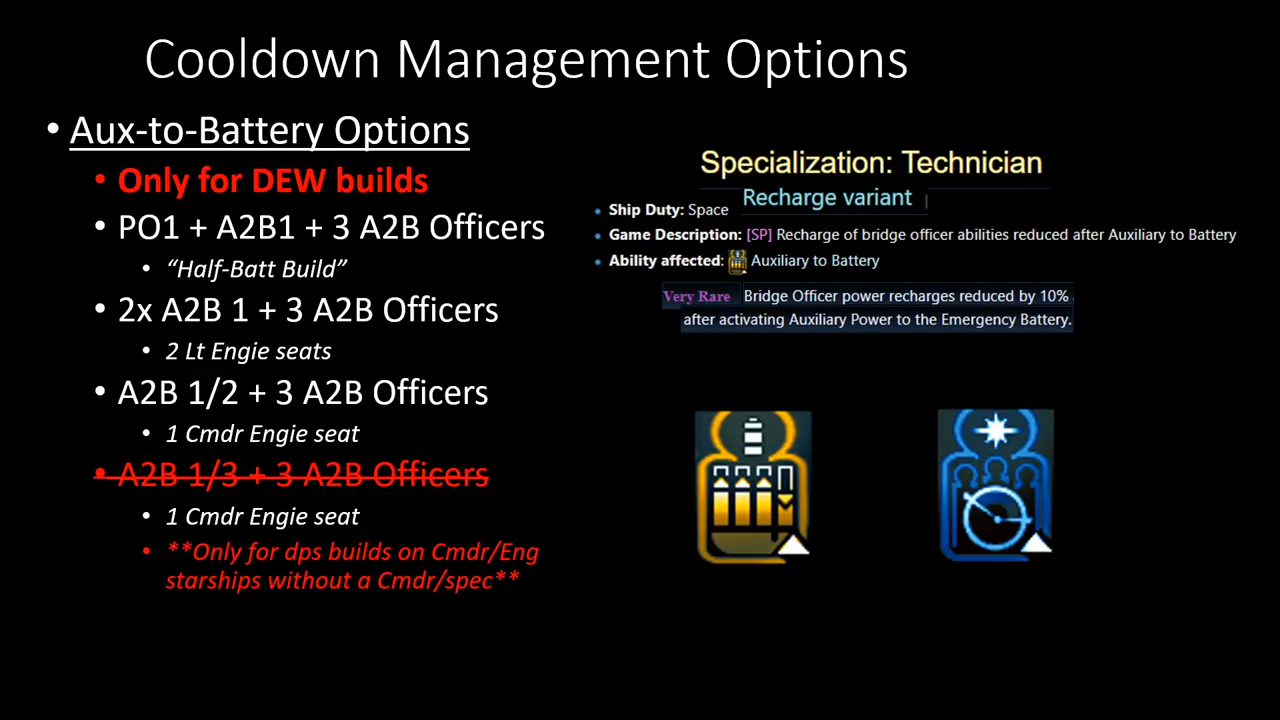 Cooldown Management Options
• Aux-to-Battery Options
• Only for DEW builds
• PO1 + A2B1 + 3 A2B Officers
• “Half-Batt Build”
• 2x A2B 1 + 3 A2B Officers
• 2 Lt Engie seats
• A2B 1/2 + 3 A2B Officers
• 1 Cmdr Engie seat
• A2B 1/3 + 3 A2B Officers
• 1 Cmdr Engie seat
• **Only for dps builds on Cmdr/Eng
starships without a Cmdr/spec**
Specialization: Technician
Recharge variant
• Ship Duty: Space
• Game Description: [SP] Recharge of bridge officer abilities reduced after Auxiliary to Battery
• Ability affected: Auxiliary to Battery
Very Rare Bridge Officer power recharges reduced by 10%
after activating Auxiliary Power to the Emergency Battery.